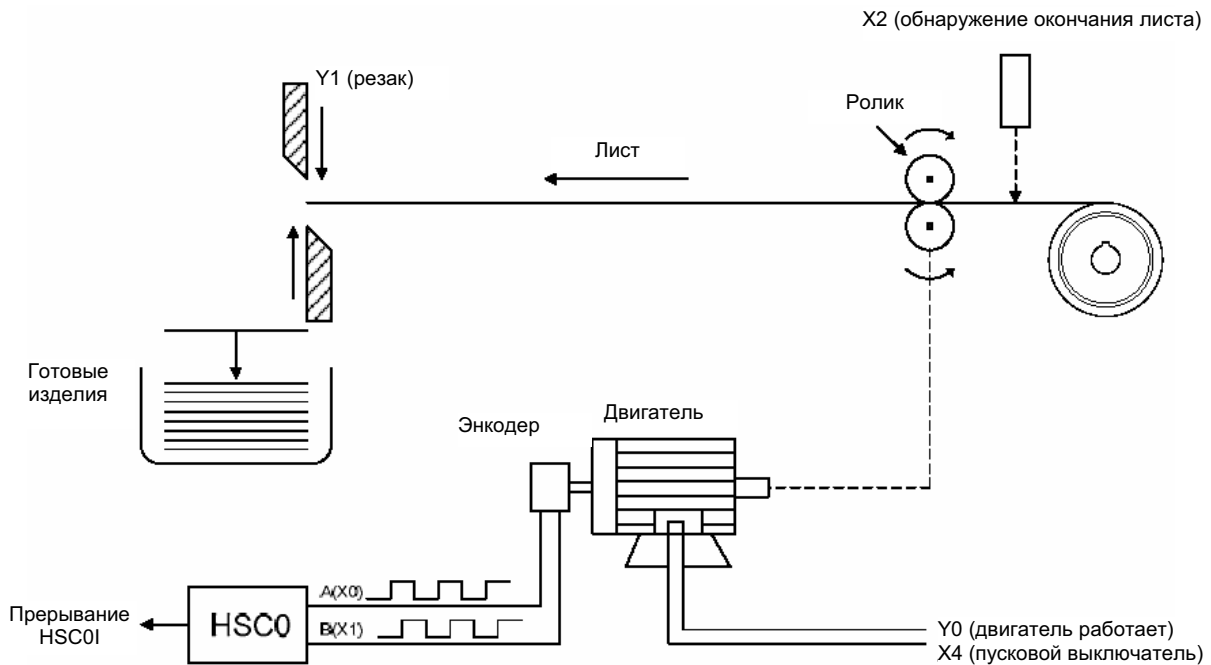 X2 (обнаружение окончания листа)
Y1 (резак)
Ролик
Лист
Готовые
изделия
Энкодер
Двигатель
A(X0)
B(X1)
HSC0
Прерывание
HSC0I
Y0 (двигатель работает)
X4 (пусковой выключатель)